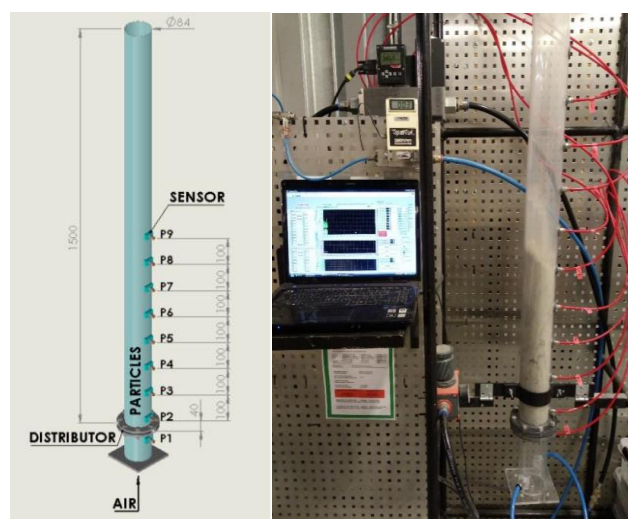 Ø84
SENSOR
1500
P9
100
P8
100
P7
100
P6
100
P5
100
P4
100
P3
100
P2
40
P1
PARTICLES
DISTRIBUTOR
AIR